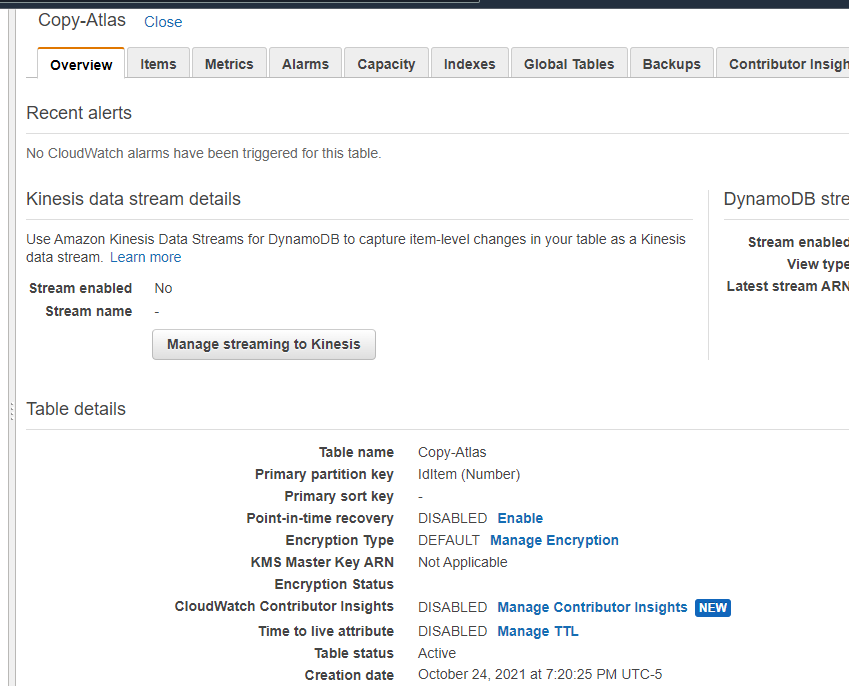 Copy-Atlas Close
Overview Items Metrics Alarms Capacity Indexes Global Tables Backups Contributor Insigh
Recent alerts
No CloudWatch alarms have been triggered for this table.
Kinesis data stream details
Use Amazon Kinesis Data Streams for DynamoDB to capture item-level changes in your table as a Kinesis
data stream. Learn more
Stream enabled No
Stream name -
Manage streaming to Kinesis
DynamoDB stre
Stream enabled
View type
Latest stream ARN
Table details
Table name Copy-Atlas
Primary partition key IdItem (Number)
Primary sort key -
Point-in-time recovery DISABLED Enable
Encryption Type DEFAULT Manage Encryption
KMS Master Key ARN Not Applicable
Encryption Status
CloudWatch Contributor Insights DISABLED Manage Contributor Insights NEW
Time to live attribute DISABLED Manage TTL
Table status Active
Creation date October 24, 2021 at 7:20:25 PM UTC-5